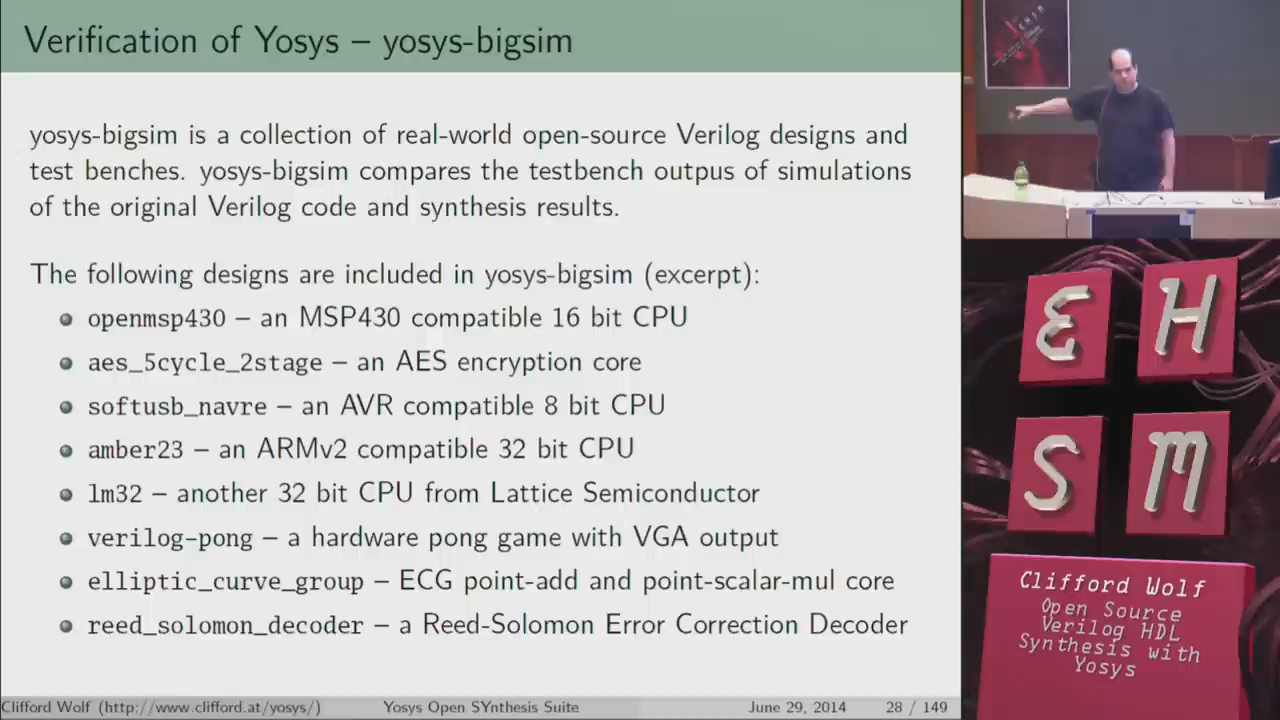 Verification of Yosys – yosys-bigsim
yosys-bigsim is a collection of real-world open-source Verilog designs and
test benches. yosys-bigsim compares the testbench outpus of simulations
of the original Verilog code and synthesis results.
The following designs are included in yosys-bigsim (excerpt):
openmsp430 – an MSP430 compatible 16 bit CPU
aes_5cycle_2stage – an AES encryption core
softusb_navre – an AVR compatible 8 bit CPU
amber23 – an ARMv2 compatible 32 bit CPU
lm32 – another 32 bit CPU from Lattice Semiconductor
verilog-pong – a hardware pong game with VGA output
elliptic_curve_group – ECG point-add and point-scalar-mul core
reed_solomon_decoder – a Reed-Solomon Error Correction Decoder
Clifford Wolf (http://www.clifford.at/yosys/)
Yosys Open SYnthesis Suite
June 29, 2014
28 / 149
E H
S M
Clifford Wolf
Open Source
Verilog HDL
Synthesis with
Yosys